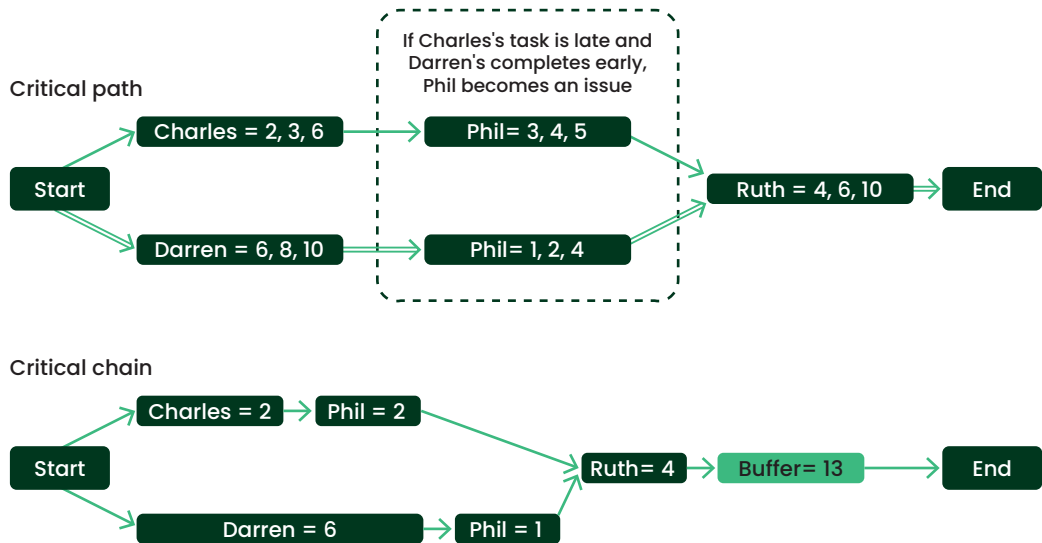 If Charles's task is late and
Darren's completes early,
Phil becomes an issue
Critical path
Charles = 2, 3, 6
Phil= 3, 4, 5
Start
Ruth = 4, 6, 10
End
Darren = 6, 8, 10
Phil= 1, 2, 4
Critical chain
Charles = 2
Phil = 2
Start
Ruth= 4
Buffer= 13
End
Darren = 6
Phil = 1